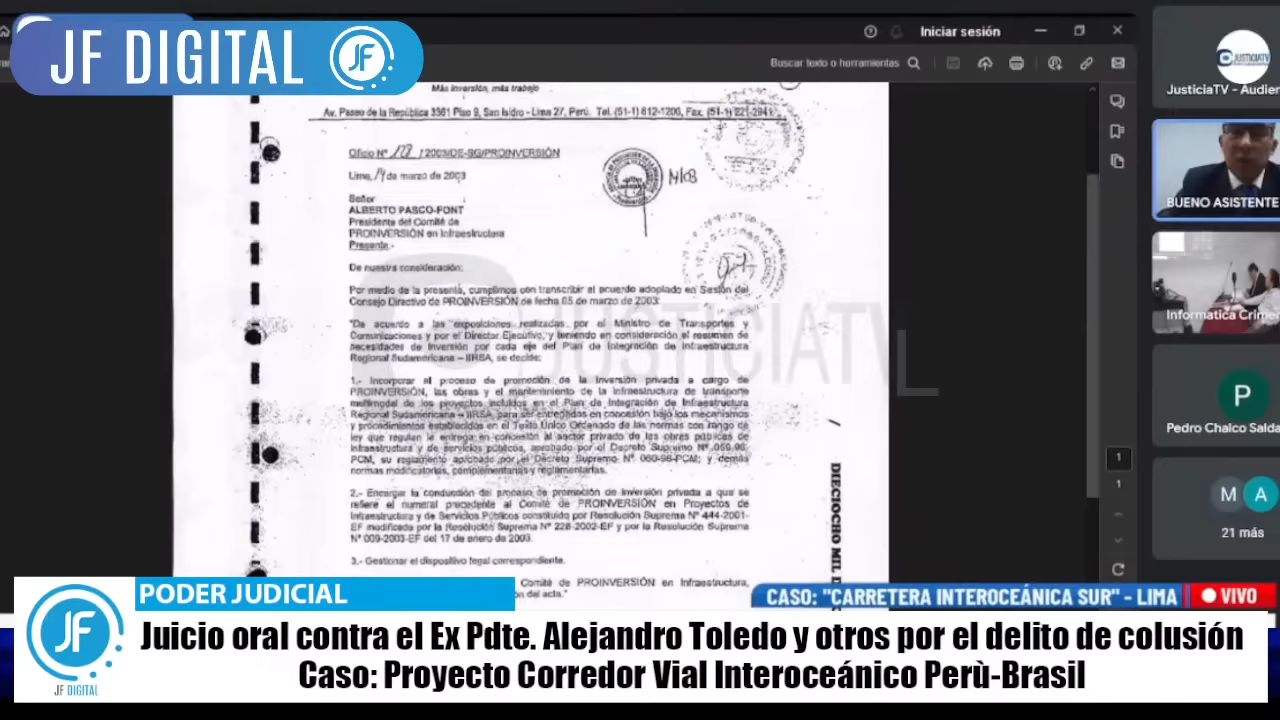 JF DIGITAL
JF
Iniciar sesión
Buscar texto o herramientas
Más inversión, más trabajo
Av. Paseo de la República 3361 Piso 9, San Isidro - Lima 27, Perú. Tel. (51-1) 612-1200, Fax. (51-1) 221-2941
Oficio N° /2003/DE-SG/PROINVERSIÓN
Lima, 14 de marzo de 2003
Señor
ALBERTO PASCO-FONT
Presidente del Comité de
PROINVERSIÓN en Infraestructura
Presente.-
De nuestra consideración:
Por medio de la presente, cumplimos con transcribir el acuerdo adoptado en Sesión del
Consejo Directivo de PROINVERSIÓN de fecha 05 de marzo de 2003:
"De acuerdo a las exposiciones realizadas por el Ministro de Transportes y
Comunicaciones y por el Director Ejecutivo, y teniendo en consideración el resumen de
necesidades de inversión por cada eje del Plan de Integración de Infraestructura
Regional Sudamericana – IIRSA, se decide:
1.- Incorporar al proceso de promoción de la inversión privada a cargo de
PROINVERSIÓN, las obras y el mantenimiento de la infraestructura de transporte
multimodal de los proyectos incluidos en el Plan de Integración de Infraestructura
Regional Sudamericana – IIRSA, para ser entregados en concesión bajo los mecanismos
y procedimientos establecidos en el Texto Único Ordenado de las normas con rango de
ley que regulan la entrega en concesión al sector privado de las obras públicas de
infraestructura y de servicios públicos, aprobado por el Decreto Supremo N° 059-96-
PCM, su reglamento aprobado por el Decreto Supremo N° 060-96-PCM; y demás
normas modificatorias, complementarias y reglamentarias.
2.- Encargar la conducción del proceso de promoción de inversión privada a que se
refiere el numeral precedente al Comité de PROINVERSIÓN en Proyectos de
Infraestructura y de Servicios Públicos constituido por Resolución Suprema N° 444-2001-
EF modificada por la Resolución Suprema N° 228-2002-EF y por la Resolución Suprema
N° 009-2003-EF del 17 de enero de 2003.
3.- Gestionar el dispositivo legal correspondiente.
Comité de PROINVERSIÓN en Infraestructura,
del acta."
DIECIOCHO MIL
JUSTICIATV
1
1
JUSTICIATV
JusticiaTV - Audien
BUENO ASISTENTE
Informatica Crimen
P
Pedro Chalco Salda
M A
21 más
JF
JF DIGITAL
PODER JUDICIAL
CASO: "CARRETERA INTEROCEÁNICA SUR" - LIMA
VIVO
Juicio oral contra el Ex Pdte. Alejandro Toledo y otros por el delito de colusión
Caso: Proyecto Corredor Vial Interoceánico Perù-Brasil